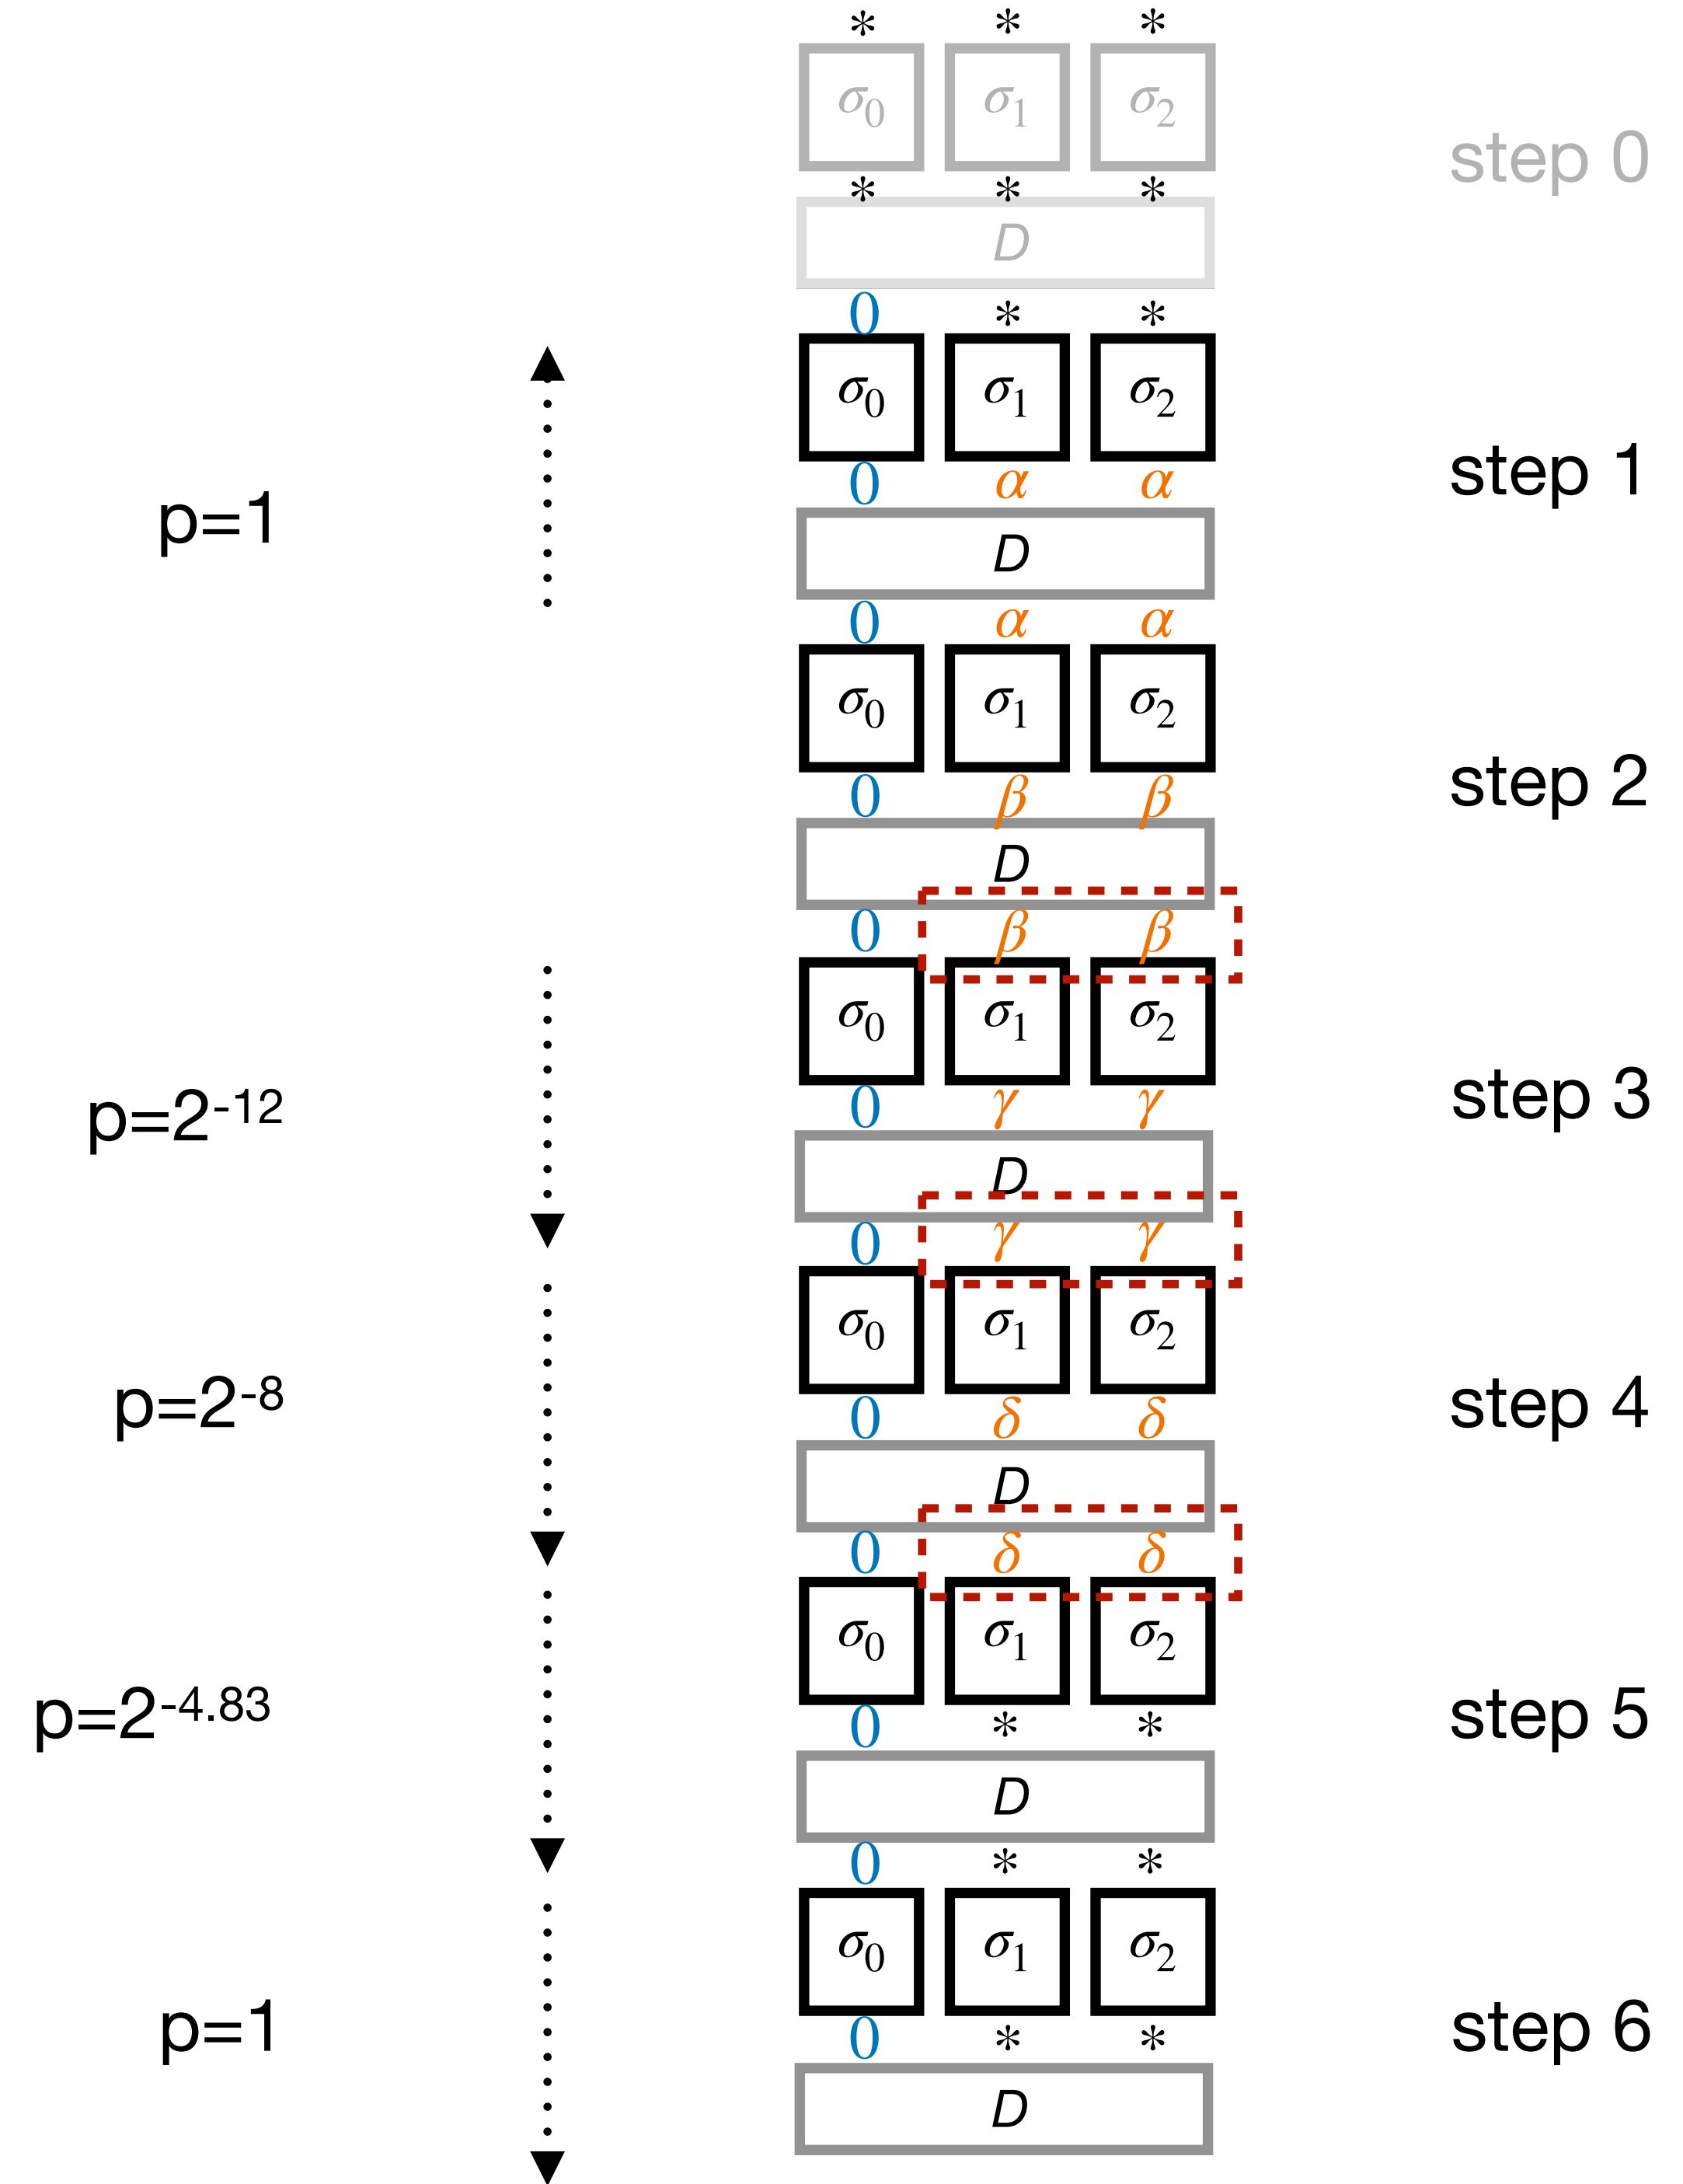 * * *
σ₀ σ₁ σ₂
step 0
* * *
D
0 * *
σ₀ σ₁ σ₂
step 1
0 α α
p=1
D
0 α α
σ₀ σ₁ σ₂
step 2
0 β β
D
0 β β
σ₀ σ₁ σ₂
step 3
0 γ γ
p=2⁻¹²
D
0 γ γ
σ₀ σ₁ σ₂
step 4
p=2⁻⁸
0 δ δ
D
0 δ δ
σ₀ σ₁ σ₂
step 5
p=2^-4.83
0 * *
D
0 * *
σ₀ σ₁ σ₂
step 6
p=1
0 * *
D